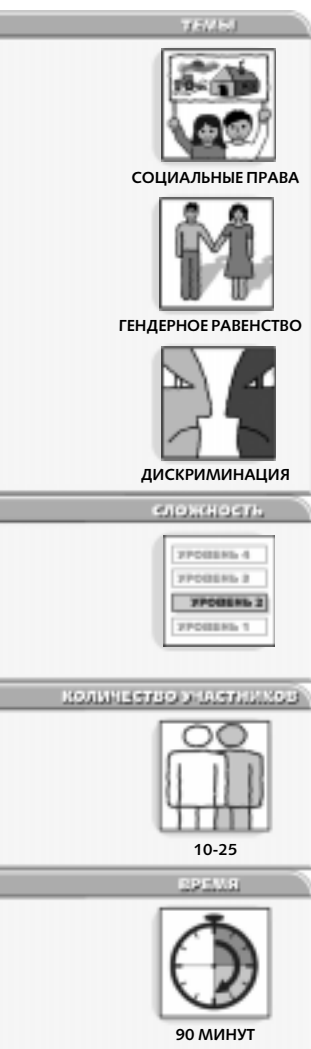 ТЕМЫ
СОЦИАЛЬНЫЕ ПРАВА
ГЕНДЕРНОЕ РАВЕНСТВО
ДИСКРИМИНАЦИЯ
СЛОЖНОСТЬ
УРОВЕНЬ 4
УРОВЕНЬ 3
УРОВЕНЬ 2
УРОВЕНЬ 1
КОЛИЧЕСТВО УЧАСТНИКОВ
10-25
ВРЕМЯ
90 МИНУТ